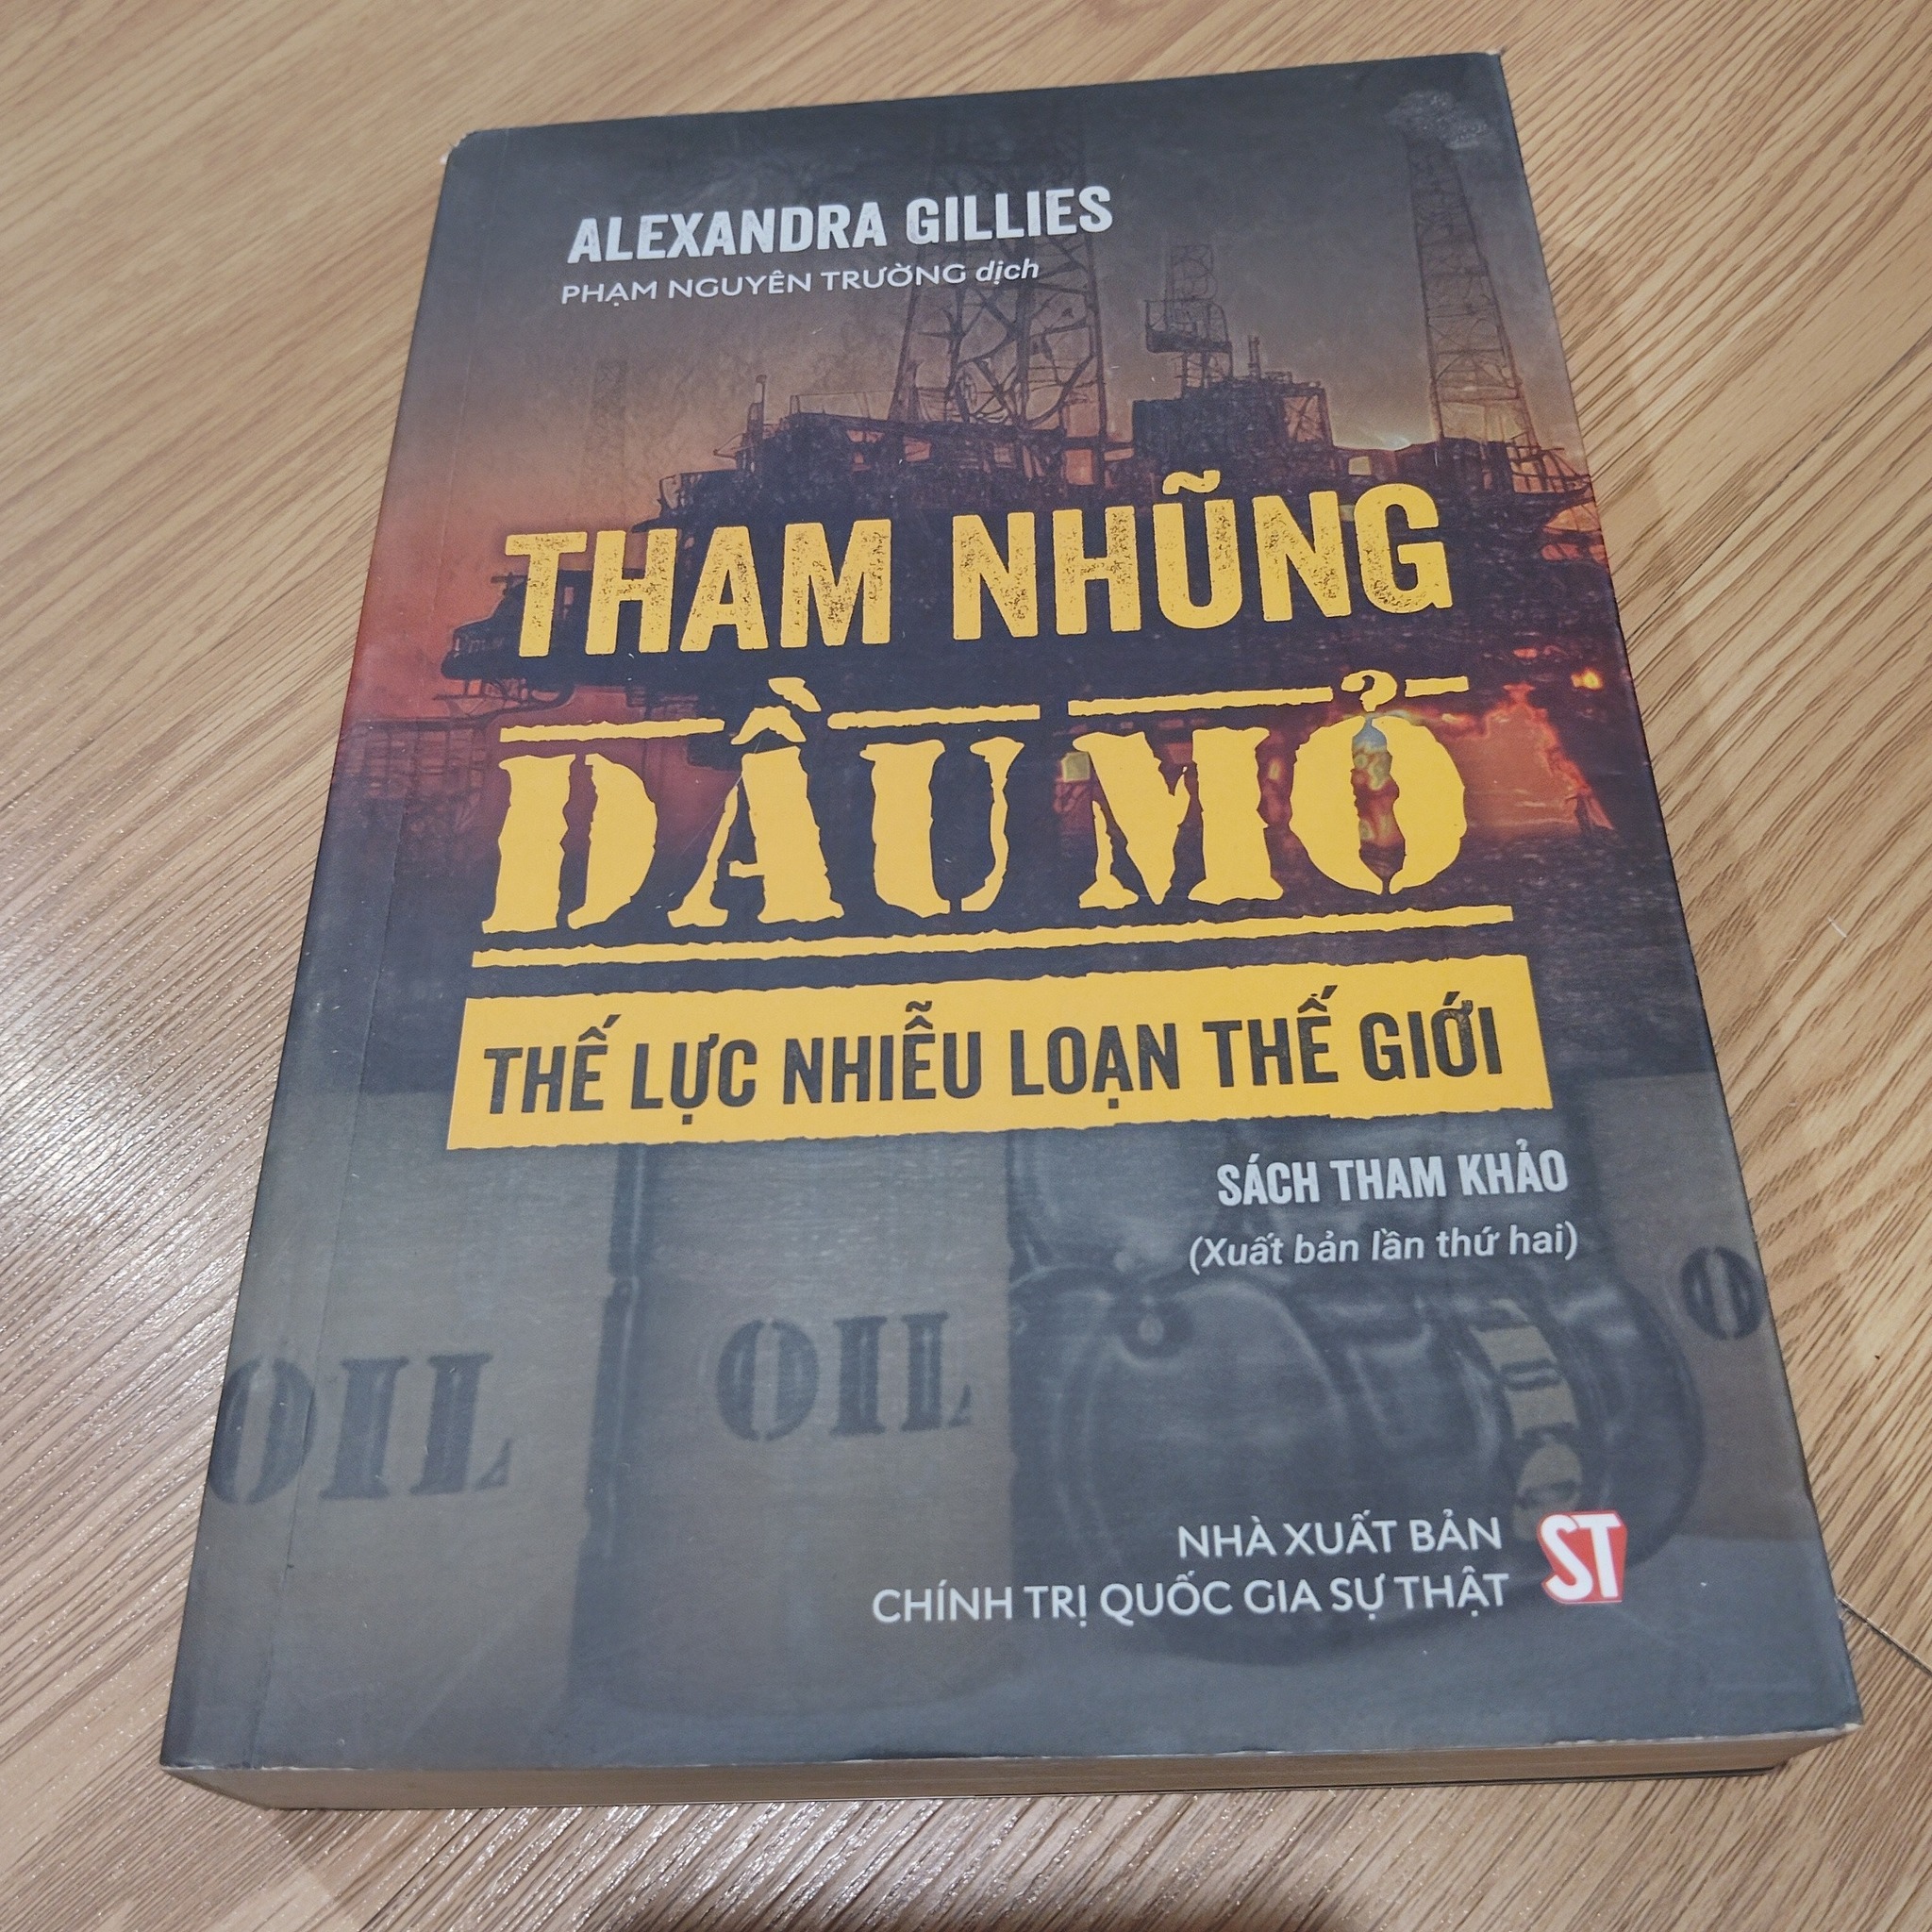 ALEXANDRA GILLIES
PHẠM NGUYÊN TRƯỜNG dịch
THAM NHŨNG
DẦU MỎ
THẾ LỰC NHIỄU LOẠN THẾ GIỚI
SÁCH THAM KHẢO
(Xuất bản lần thứ hai)
OIL
OIL
O
OIL
NHÀ XUẤT BẢN
CHÍNH TRỊ QUỐC GIA SỰ THẬT
ST